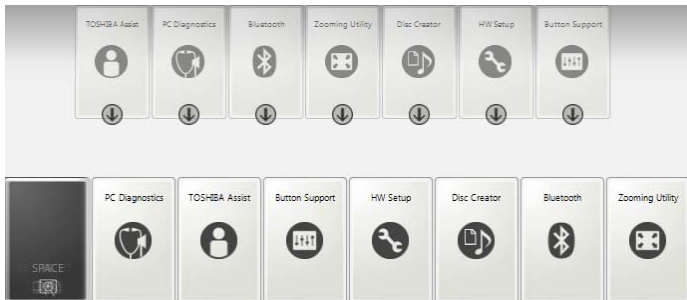 TOSHIBA Assist PC Diagnostics Bluetooth Zooming Utility Disc Creator HW Setup Button Support
PC Diagnostics TOSHIBA Assist Button Support HW Setup Disc Creator Bluetooth Zooming Utility
SPACE